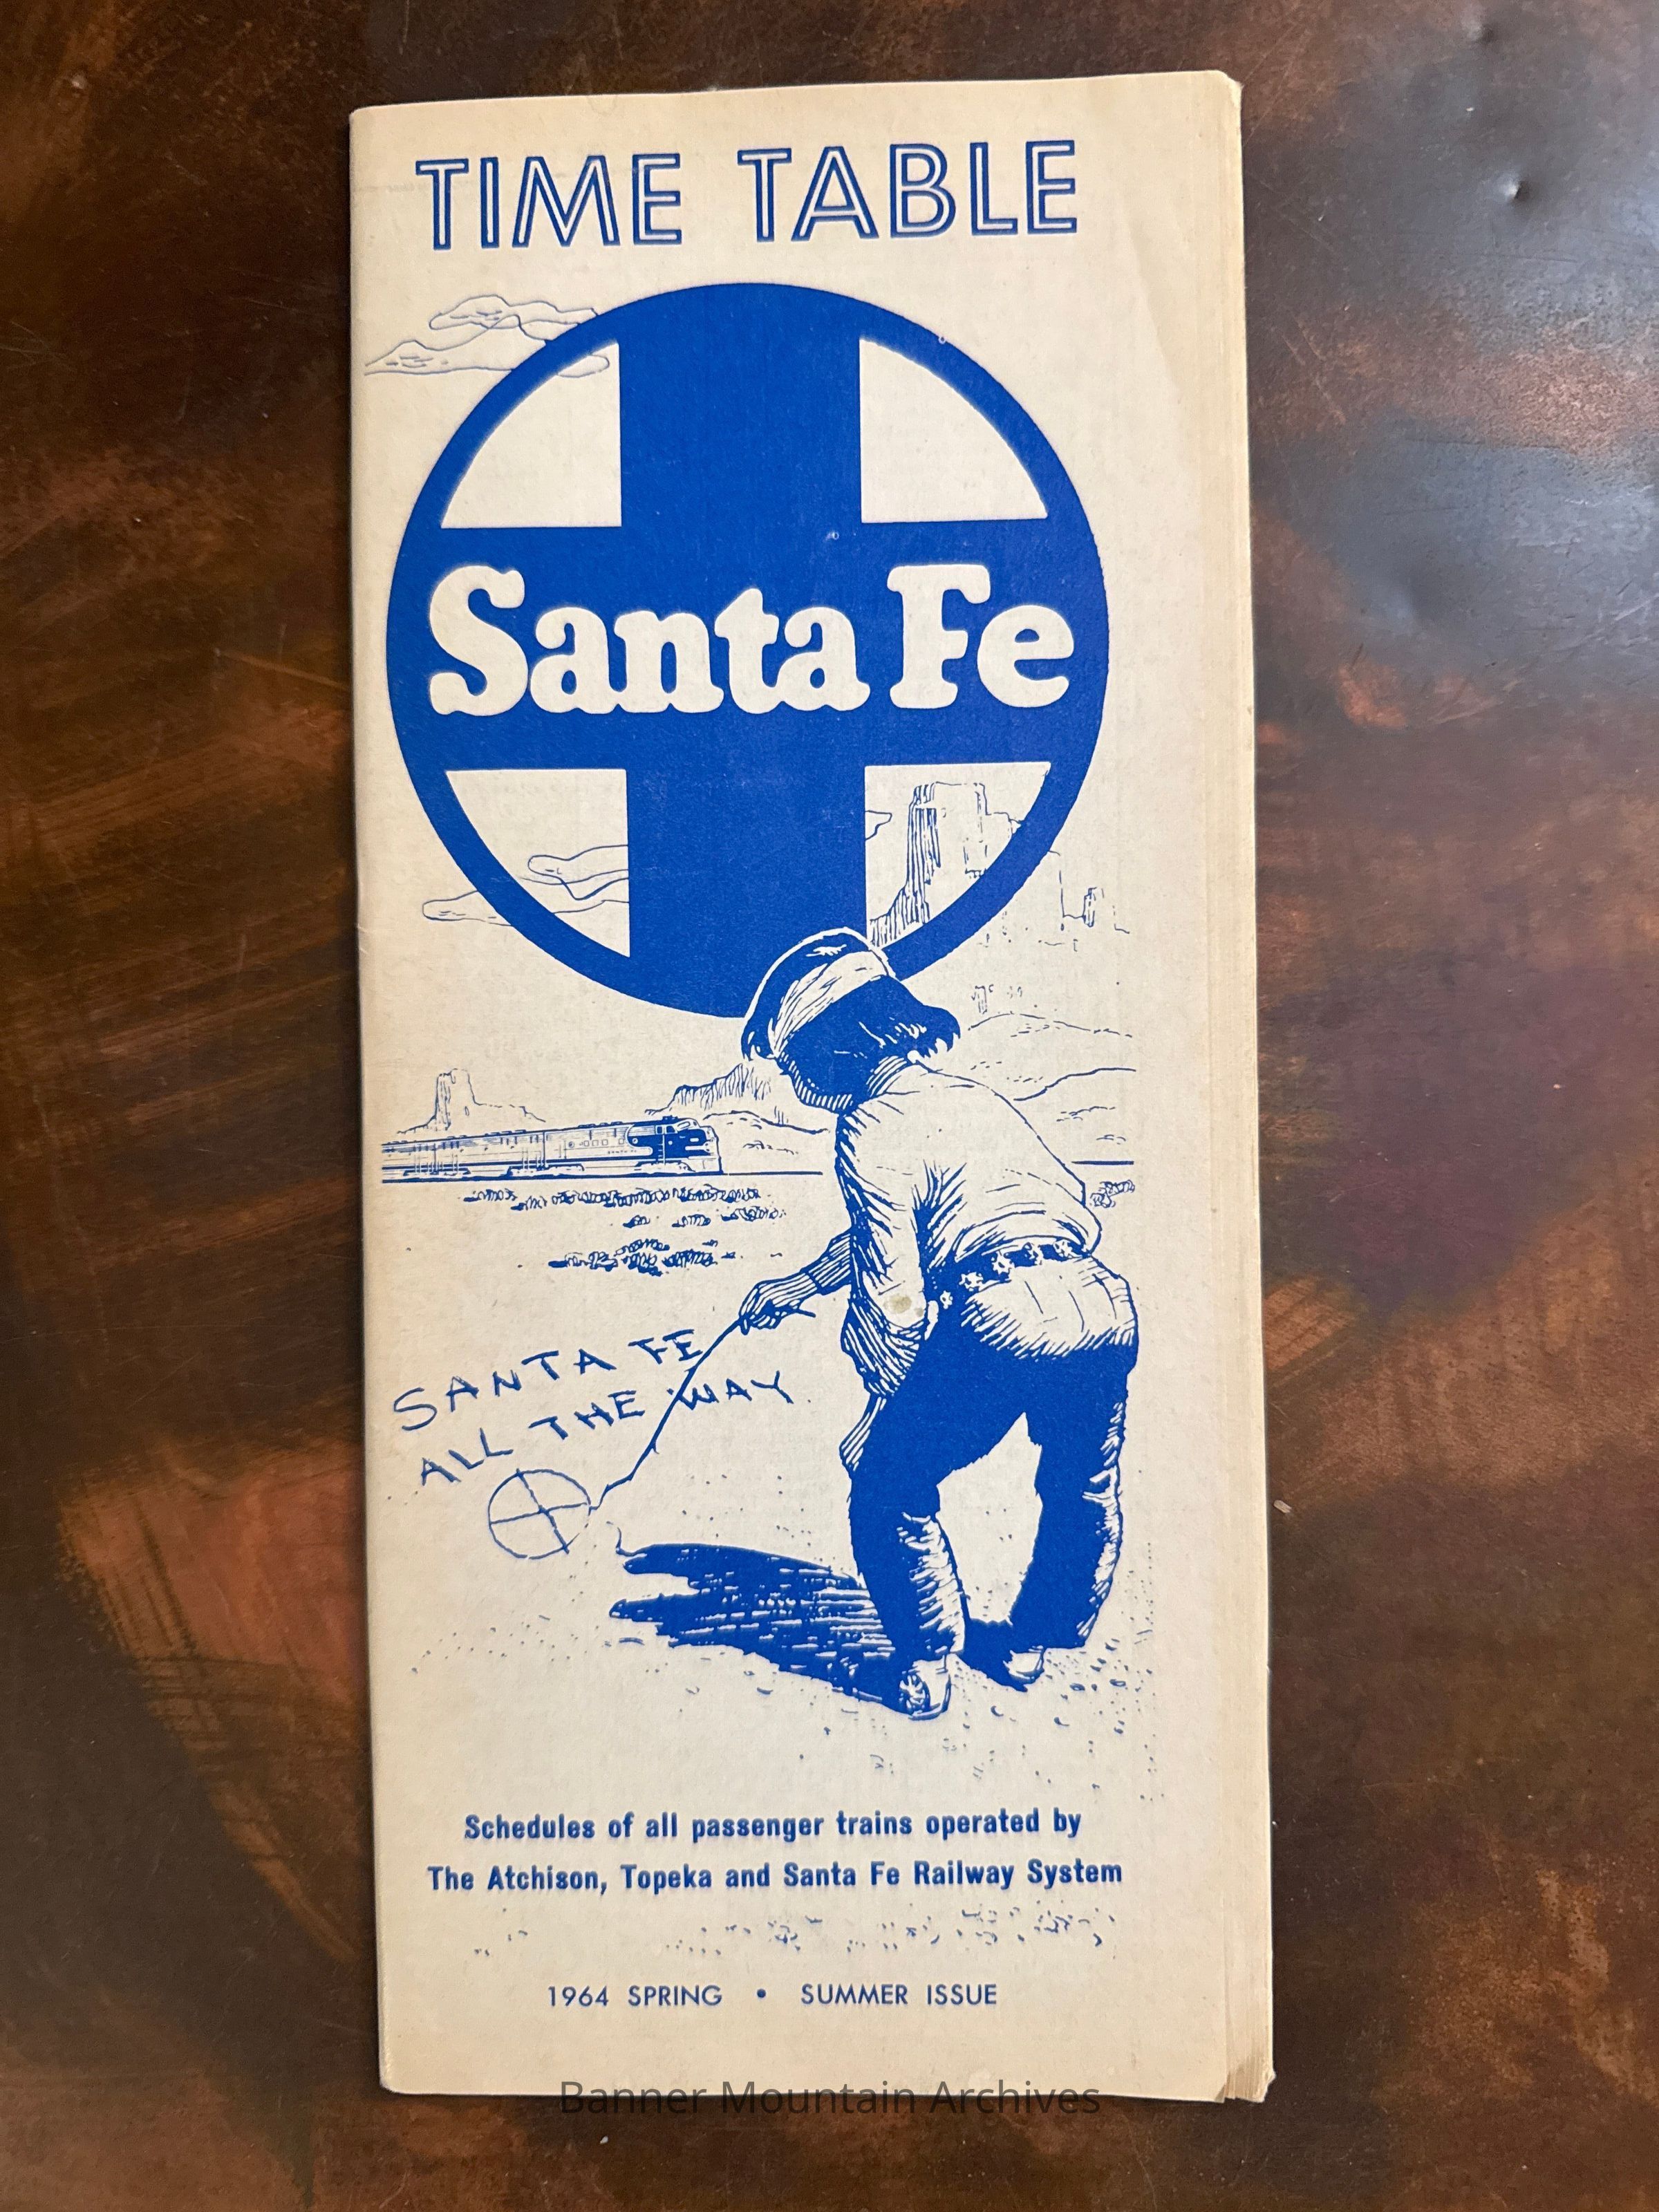 TIME TABLE
Santa Fe
SANTA FE
ALL THE WAY
Schedules of all passenger trains operated by
The Atchison, Topeka and Santa Fe Railway System
1964 SPRING • SUMMER ISSUE
Banner Mountain Archives